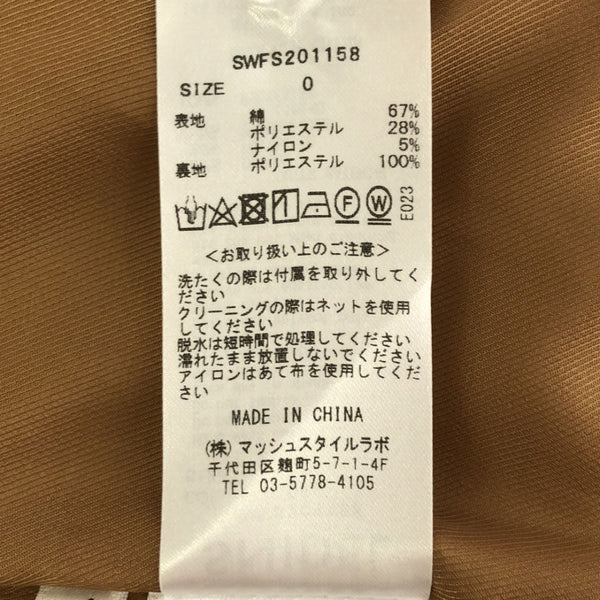 SWFS201158
SIZE 0
表地 綿 67%
ポリエステル 28%
ナイロン 5%
裏地 ポリエステル 100%
F W E023
<お取り扱い上のご注意>
洗たくの際は付属を取り外してく
ださい
クリーニングの際はネットを使用
してください
脱水は短時間で処理してください
濡れたまま放置しないでください
アイロンはあて布を使用してくだ
さい
MADE IN CHINA
(株)マッシュスタイルラボ
千代田区麹町5-7-1-4F
TEL 03-5778-4105